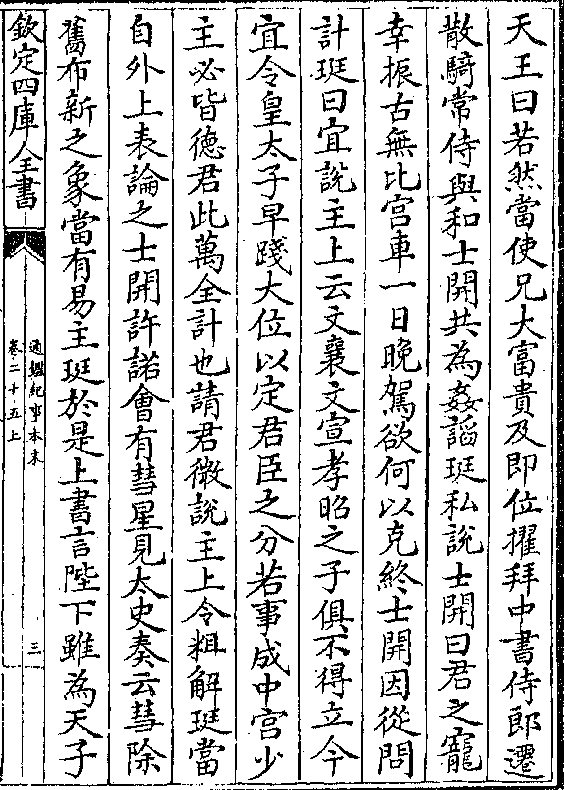 天王曰若然當使兄大富貴及即位擢拜中書侍郎遷
散騎常侍與和士開共為姦諂珽私說士開曰君之寵
幸振古無比宫車一日晚駕欲何以克終士開因從問
計珽曰宜說主上云文襄文宣孝昭之子俱不得立今
宜令皇太子早踐大位以定君臣之分若事成中宫少
主必皆德君此萬全計也請君微說主上令粗解珽當
自外上表論之士開許諾會有彗星見太史奏云彗除
舊布新之象當有易主珽於是上書言陛下雖為天子
欽定四庫全書
通鑑紀事本末
卷二十五上
三